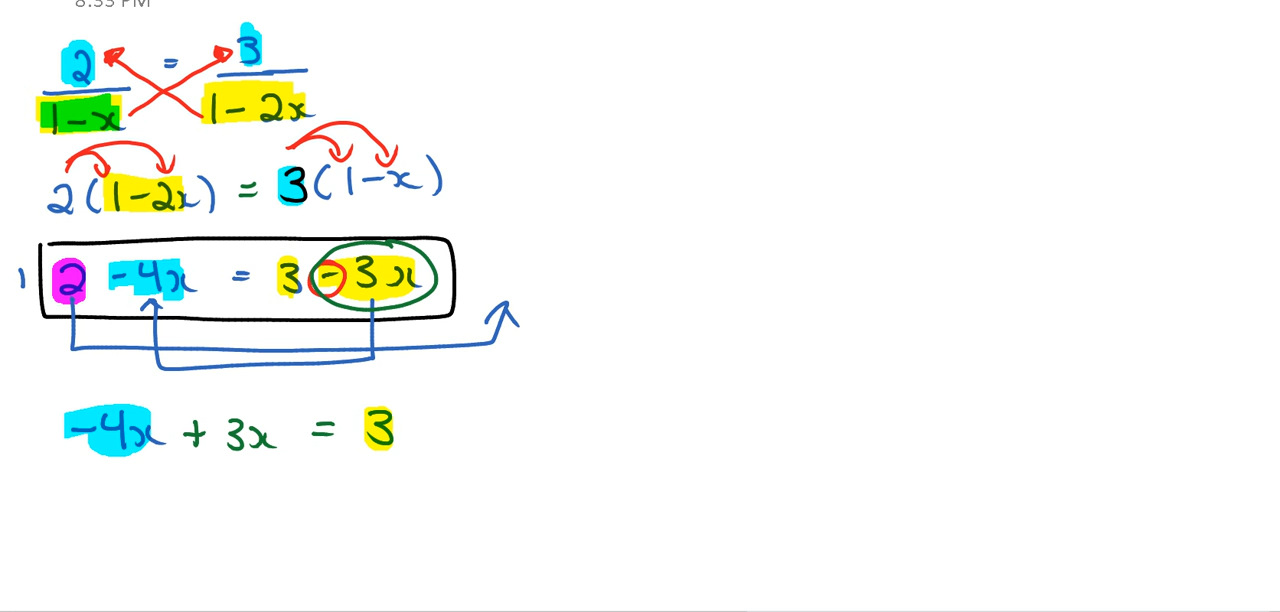 8:33 PM
2 = 3
1-x 1-2x
2(1-2x) = 3(1-x)
1 2 -4x = 3 -3x
-4x + 3x = 3